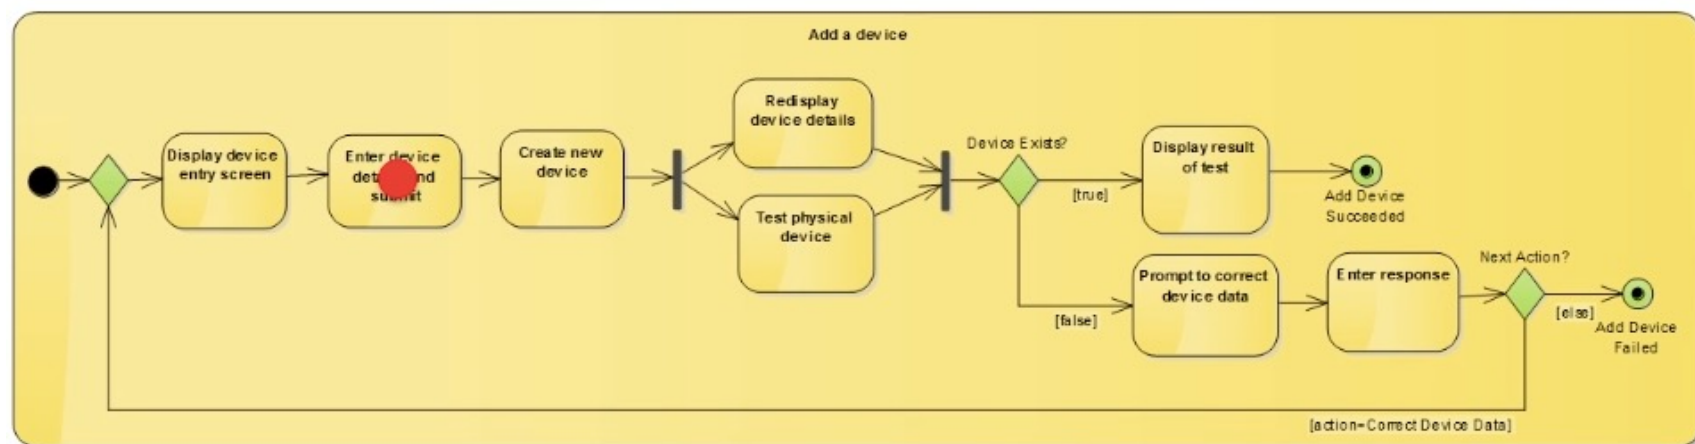 Add a device
Display device
entry screen
Enter device
and
Create new
device
Redisplay
device details
Test physical
device
Device Exists?
[true]
[false]
Display result
of test
Add Device
Succeeded
Prompt to correct
device data
Enter response
Next Action?
[else]
Add Device
Failed
[action=Correct Device Data]